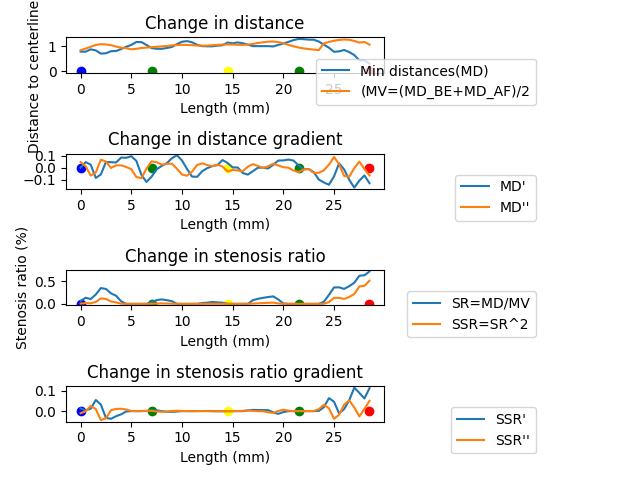 Change in distance
Distance to centerline
1
0
0 5 10 15 20 25
Length (mm)
Min distances(MD)
(MV=(MD_BE+MD_AF)/2
Change in distance gradient
0.1
0.0
−0.1
0 5 10 15 20 25
Length (mm)
MD'
MD''
Change in stenosis ratio
Stenosis ratio (%)
0.5
0.0
0 5 10 15 20 25
Length (mm)
SR=MD/MV
SSR=SR^2
Change in stenosis ratio gradient
0.1
0.0
0 5 10 15 20 25
Length (mm)
SSR'
SSR''